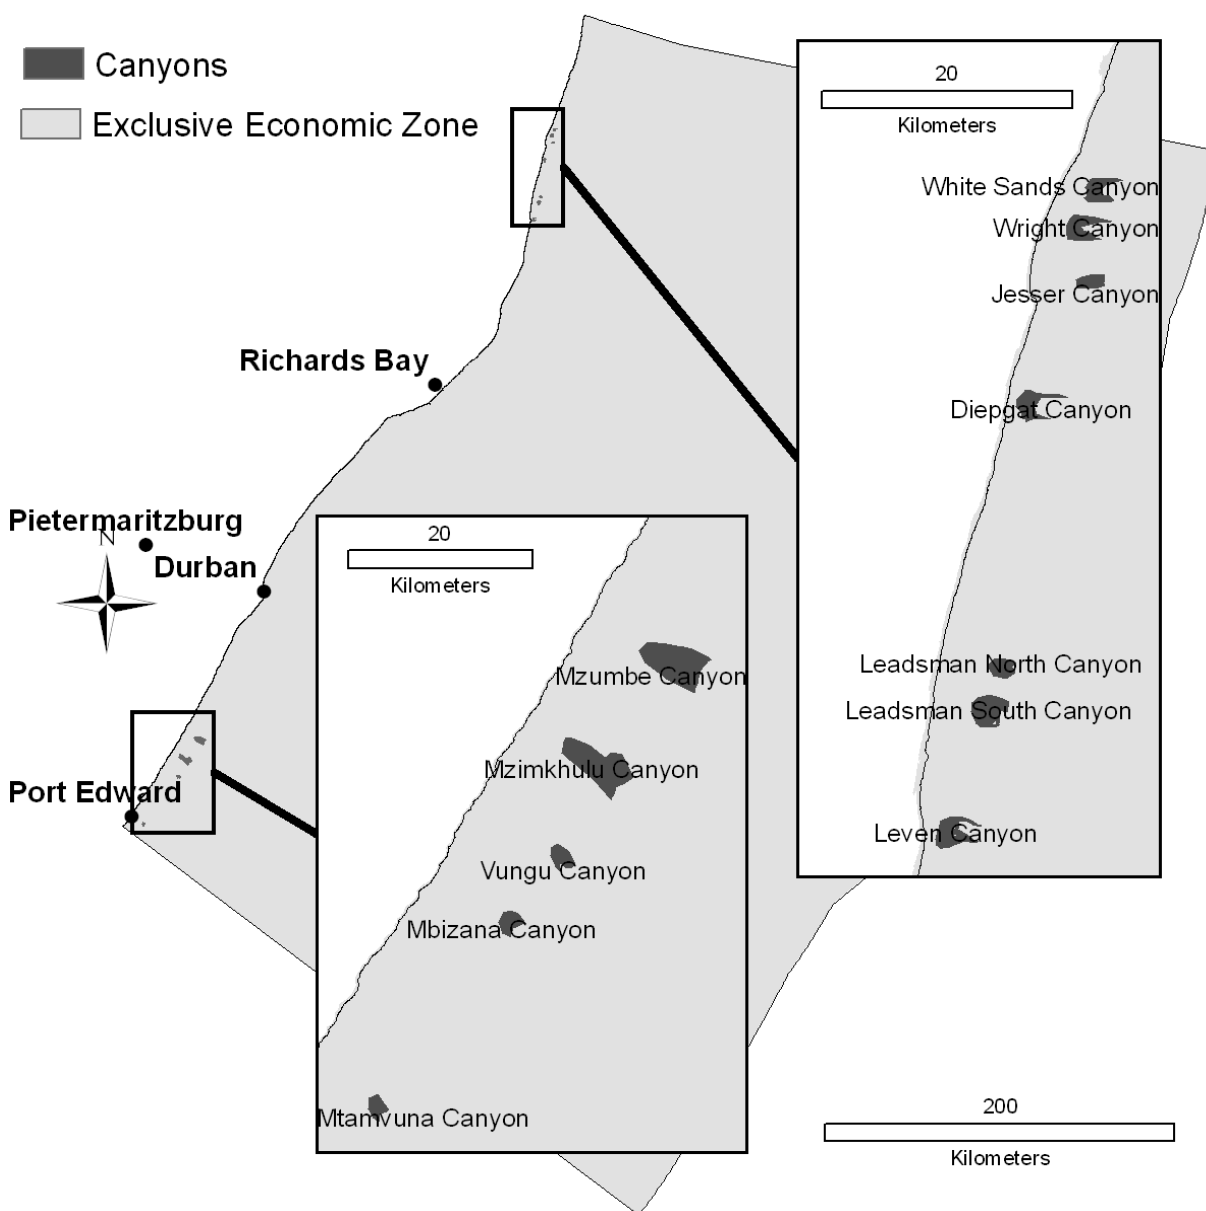 Canyons
Exclusive Economic Zone
Richards Bay
Pietermaritzburg
N
Durban
Port Edward
20
Kilometers
White Sands Canyon
Wright Canyon
Jesser Canyon
Diepgat Canyon
Leadsman North Canyon
Leadsman South Canyon
Leven Canyon
20
Kilometers
Mzumbe Canyon
Mzimkhulu Canyon
Vungu Canyon
Mbizana Canyon
Mtamvuna Canyon
200
Kilometers